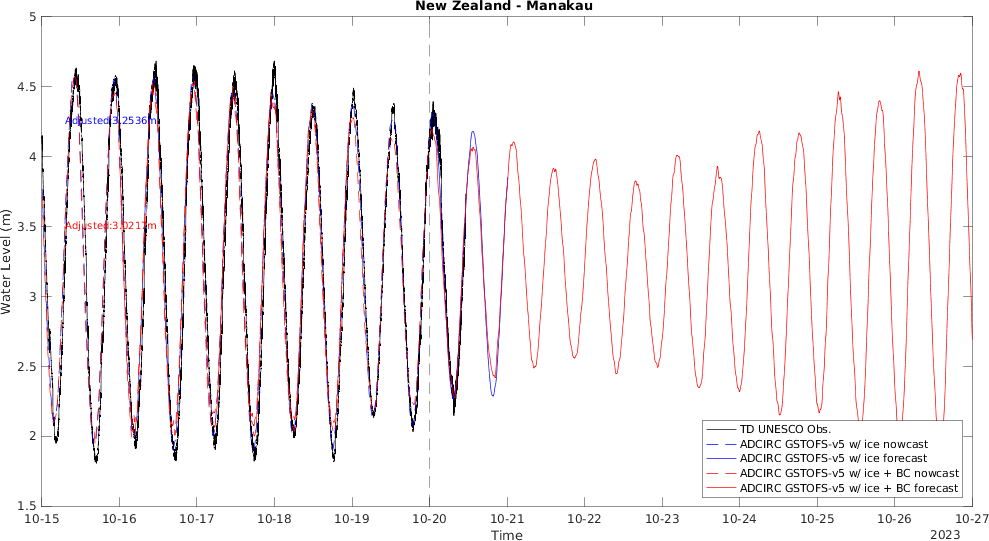 New Zealand - Manakau
Water Level (m)
5
4.5
4
3.5
3
2.5
2
1.5
Adjusted:3.2536m
Adjusted:3.0217m
TD UNESCO Obs.
ADCIRC GSTOFS-v5 w/ ice nowcast
ADCIRC GSTOFS-v5 w/ ice forecast
ADCIRC GSTOFS-v5 w/ ice + BC nowcast
ADCIRC GSTOFS-v5 w/ ice + BC forecast
10-15 10-16 10-17 10-18 10-19 10-20 10-21 10-22 10-23 10-24 10-25 10-26 10-27
Time
2023